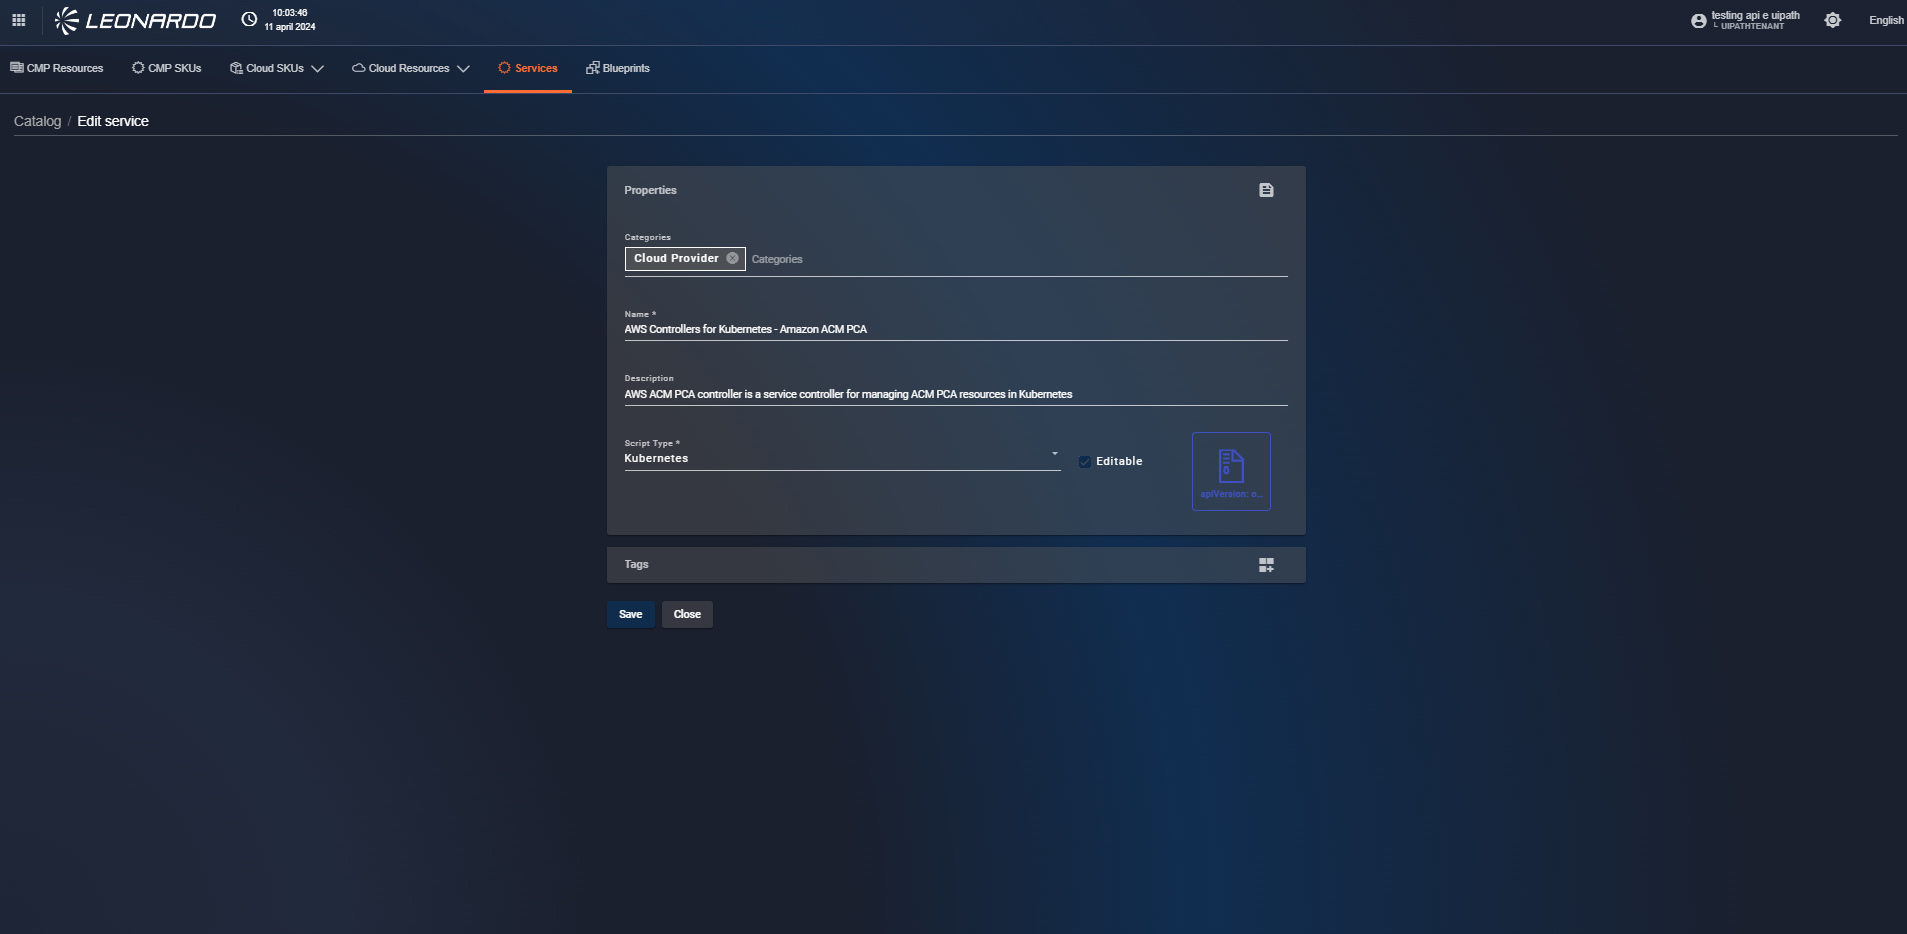 LEONARDO
10:03:46
11 april 2024
testing api e uipath
UIPATHTENANT
English
CMP Resources
CMP SKUs
Cloud SKUs
Cloud Resources
Services
Blueprints
Catalog / Edit service
Properties
Categories
Cloud Provider
Categories
Name *
AWS Controllers for Kubernetes - Amazon ACM PCA
Description
AWS ACM PCA controller is a service controller for managing ACM PCA resources in Kubernetes
Script Type *
Kubernetes
Editable
apiVersion: o...
Tags
Save
Close